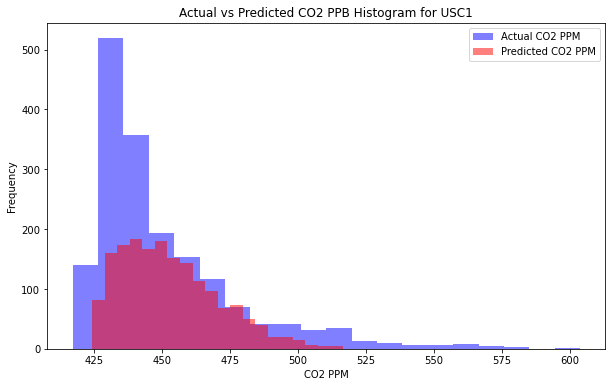 Actual vs Predicted CO2 PPB Histogram for USC1
Actual CO2 PPM
Predicted CO2 PPM
Frequency
500
400
300
200
100
0
425 450 475 500 525 550 575 600
CO2 PPM